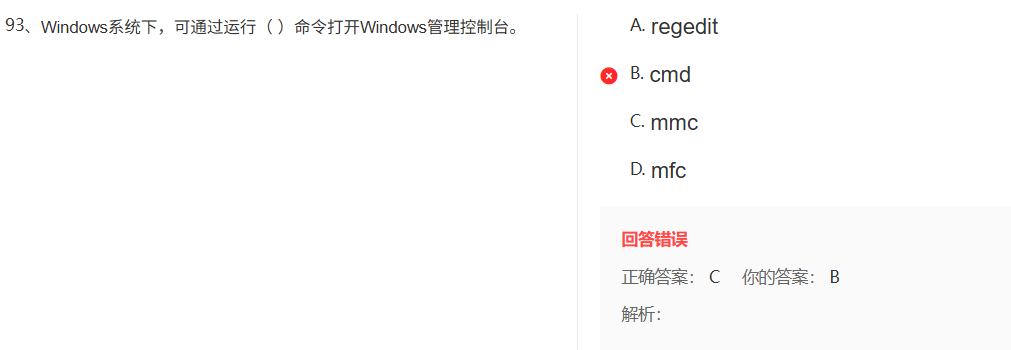 93、Windows系统下，可通过运行（ ）命令打开Windows管理控制台。
A. regedit
B. cmd
C. mmc
D. mfc
回答错误
正确答案： C 你的答案： B
解析：